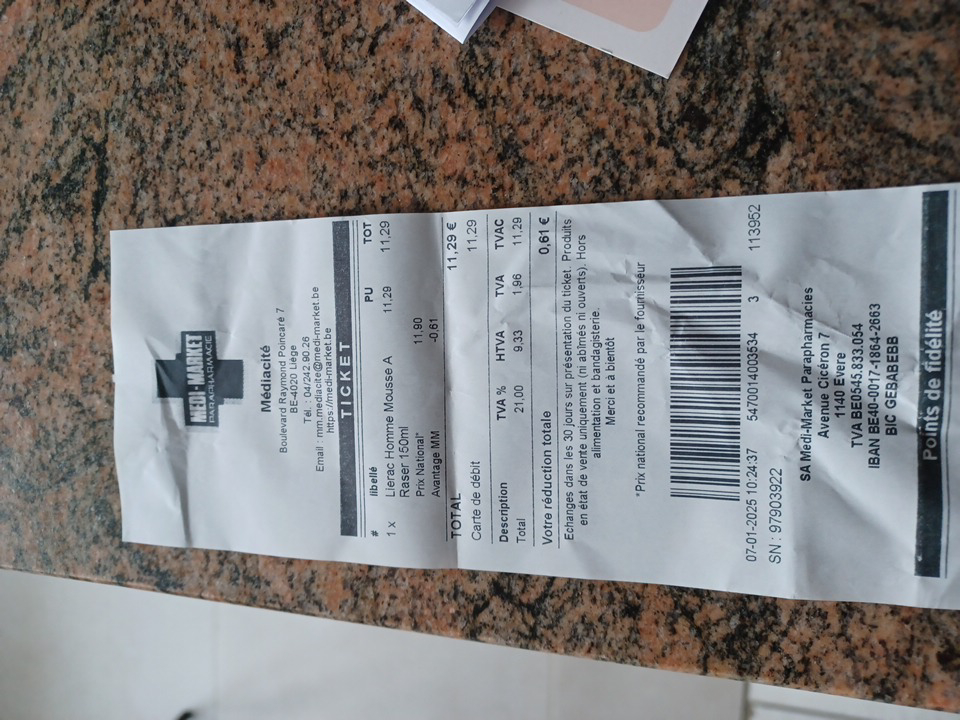 MEDI-MARKET
PARAPHARMACIE
Médiacité
Boulevard Raymond Poincaré 7
BE-4020 Liège
Tél. : 04/242.90.26
Email : mm.mediacite@medi-market.be
https://medi-market.be
TICKET
# libellé PU TOT
1 x Lierac Homme Mousse A 11,29 11,29
Raser 150ml
Prix National* 11,90
Avantage MM -0,61
TOTAL 11,29 €
Carte de débit 11,29
Description TVA % HTVA TVA TVAC
Total 21,00 9,33 1,96 11,29
Votre réduction totale 0,61 €
Echanges dans les 30 jours sur présentation du ticket. Produits
en état de vente uniquement (ni abîmés ni ouverts). Hors
alimentation et bandagisterie.
Merci et à bientôt
*Prix national recommandé par le fournisseur
07-01-2025 10:24:37 5470014003534 3 113952
SN : 97903922
SA Medi-Market Parapharmacies
Avenue Cicéron 7
1140 Evere
TVA BE0545.833.054
IBAN BE40-0017-1864-2663
BIC GEBABEBB
Points de fidélité